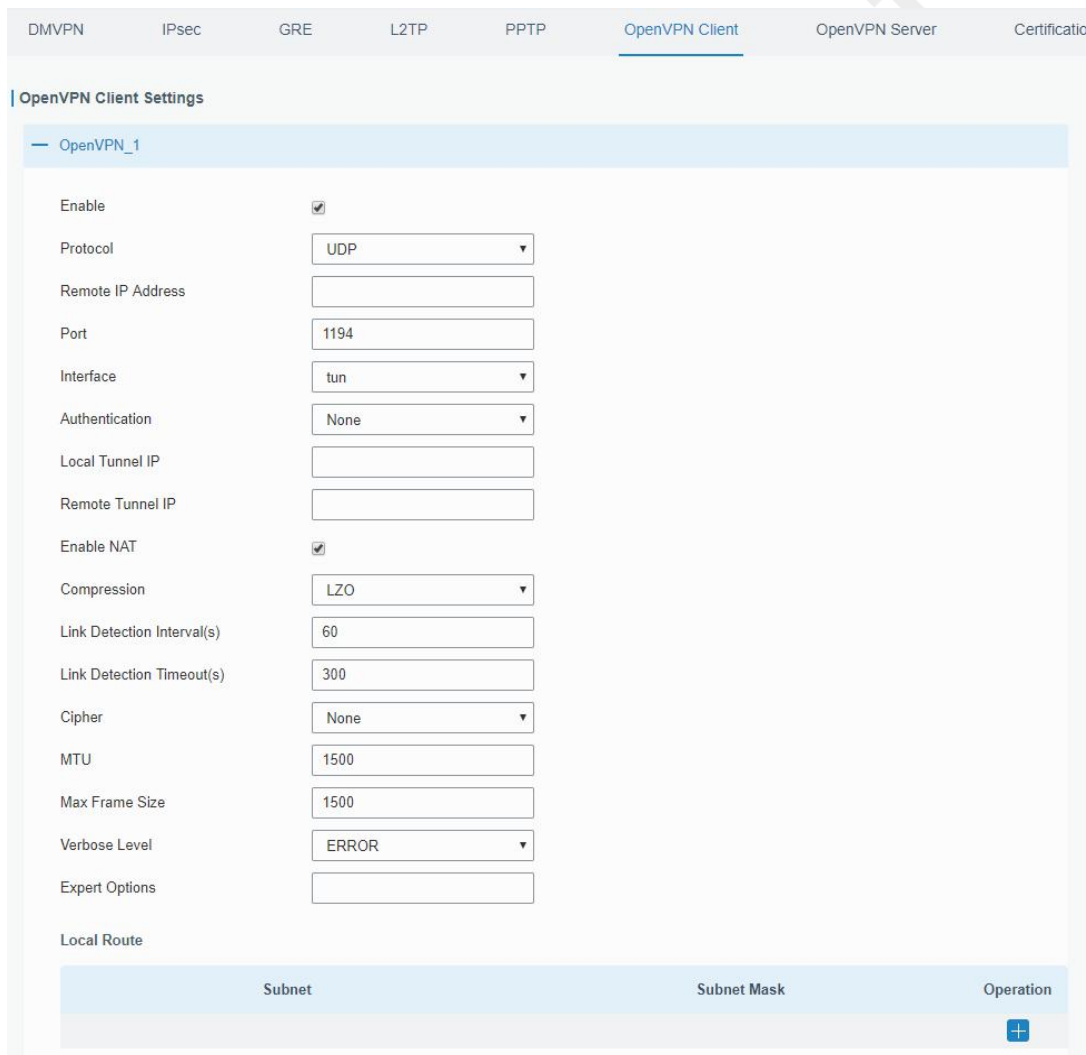 DMVPN IPsec GRE L2TP PPTP OpenVPN Client OpenVPN Server Certificatio
OpenVPN Client Settings
OpenVPN_1
Enable
Protocol UDP
Remote IP Address
Port 1194
Interface tun
Authentication None
Local Tunnel IP
Remote Tunnel IP
Enable NAT
Compression LZO
Link Detection Interval(s) 60
Link Detection Timeout(s) 300
Cipher None
MTU 1500
Max Frame Size 1500
Verbose Level ERROR
Expert Options
Local Route
Subnet Subnet Mask Operation